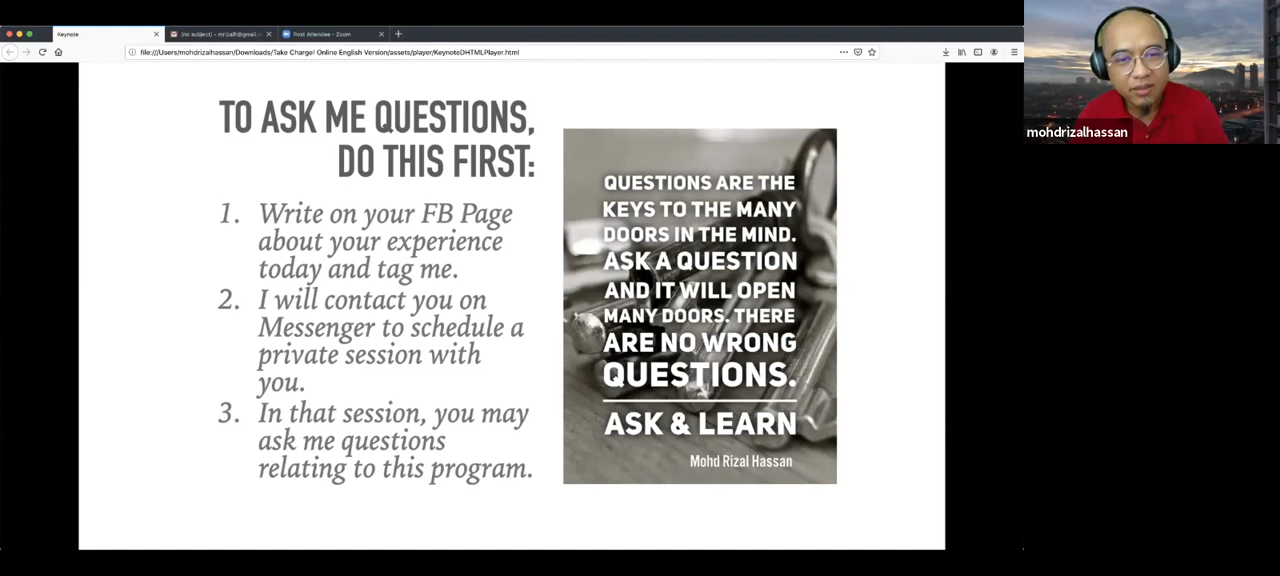 Keynote
(no subject) - mrizalh@gmail.c
Post Attendee - Zoom
file:///Users/mohdrizalhassan/Downloads/Take Charge! Online English Version/assets/player/KeynoteDHTMLPlayer.html
mohdrizalhassan
TO ASK ME QUESTIONS,
DO THIS FIRST:
1. Write on your FB Page
about your experience
today and tag me.
2. I will contact you on
Messenger to schedule a
private session with
you.
3. In that session, you may
ask me questions
relating to this program.
QUESTIONS ARE THE
KEYS TO THE MANY
DOORS IN THE MIND.
ASK A QUESTION
AND IT WILL OPEN
MANY DOORS. THERE
ARE NO WRONG
QUESTIONS.
ASK & LEARN
Mohd Rizal Hassan